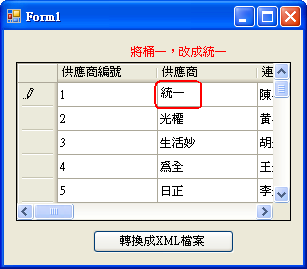 Form1
將桶一，改成統一
供應商編號 供應商 連
1 統一 陳
2 光權 黃
3 生活妙 胡
4 為全 王
5 日正 李
轉換成XML檔案